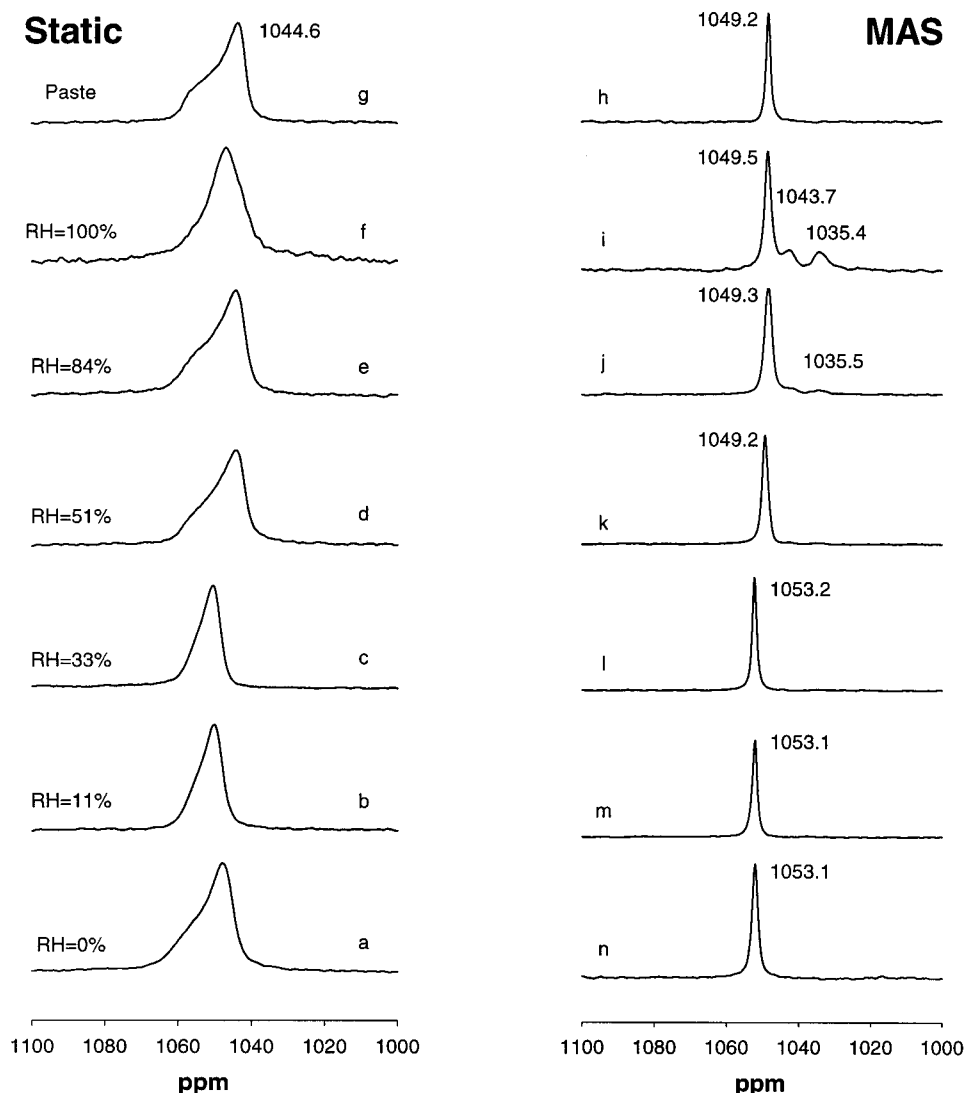 Static
1044.6
Paste
g
RH=100%
f
RH=84%
e
RH=51%
d
RH=33%
c
RH=11%
b
RH=0%
a
1100 1080 1060 1040 1020 1000
ppm
MAS
1049.2
h
1049.5
1043.7
1035.4
i
1049.3
1035.5
j
1049.2
k
1053.2
l
1053.1
m
1053.1
n
1100 1080 1060 1040 1020 1000
ppm